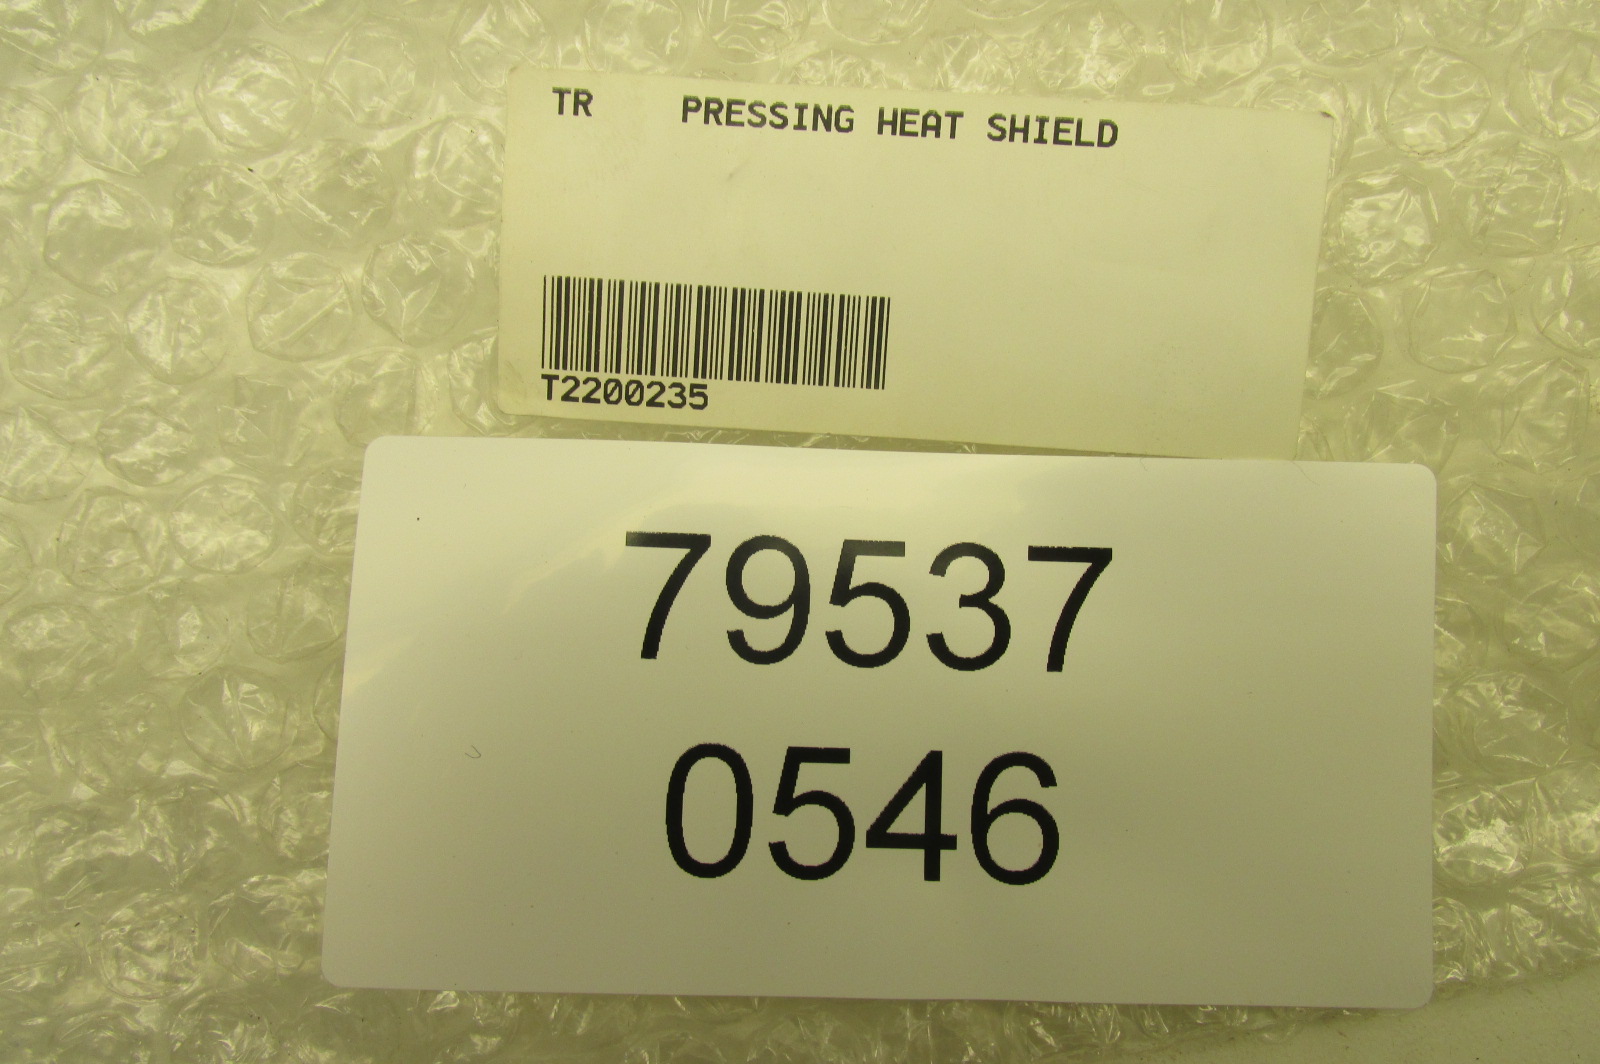 TR PRESSING HEAT SHIELD
T2200235
79537
0546